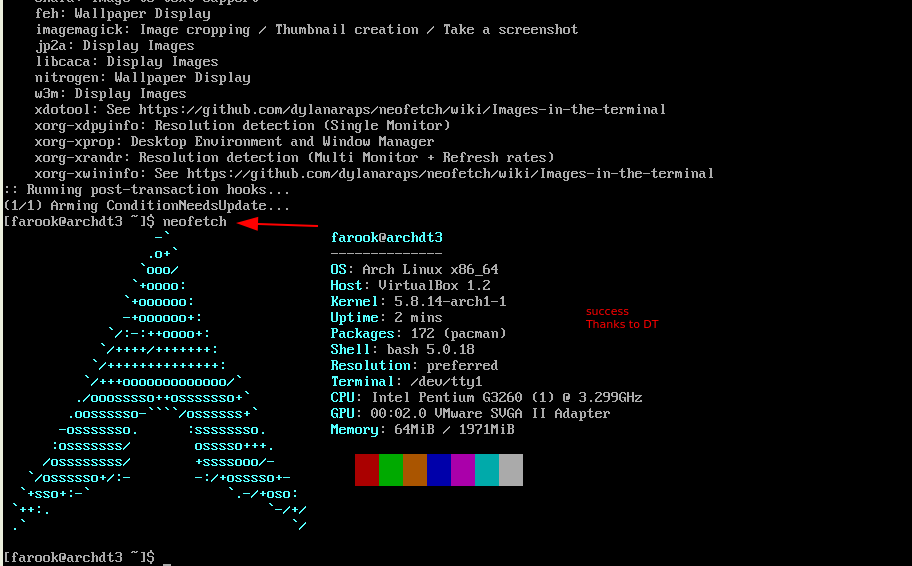 feh: Wallpaper Display
imagemagick: Image cropping / Thumbnail creation / Take a screenshot
jp2a: Display Images
libcaca: Display Images
nitrogen: Wallpaper Display
w3m: Display Images
xdotool: See https://github.com/dylanaraps/neofetch/wiki/Images-in-the-terminal
xorg-xdpyinfo: Resolution detection (Single Monitor)
xorg-xprop: Desktop Environment and Window Manager
xorg-xrandr: Resolution detection (Multi Monitor + Refresh rates)
xorg-xwininfo: See https://github.com/dylanaraps/neofetch/wiki/Images-in-the-terminal
:: Running post-transaction hooks...
(1/1) Arming ConditionNeedsUpdate...
[farook@archdt3 ~]$ neofetch
farook@archdt3
--------------
OS: Arch Linux x86_64
Host: VirtualBox 1.2
Kernel: 5.8.14-arch1-1
Uptime: 2 mins
Packages: 172 (pacman)
Shell: bash 5.0.18
Resolution: preferred
Terminal: /dev/tty1
CPU: Intel Pentium G3260 (1) @ 3.299GHz
GPU: 00:02.0 VMware SVGA II Adapter
Memory: 64MiB / 1971MiB
success
Thanks to DT
[farook@archdt3 ~]$